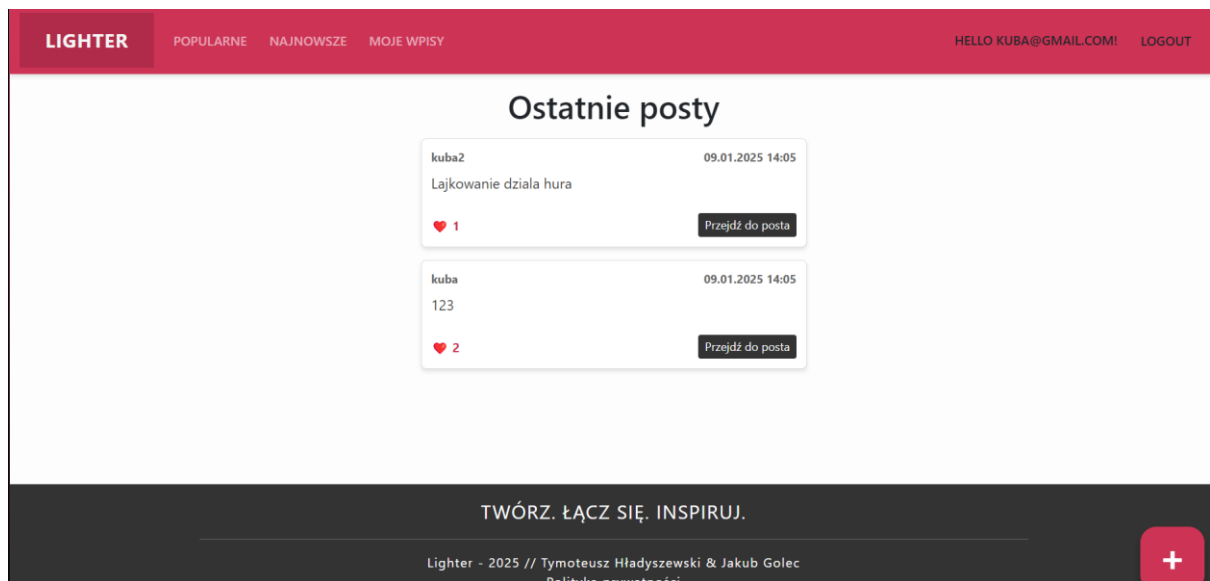 LIGHTER POPULARNE NAJNOWSZE MOJE WPISY HELLO KUBA@GMAIL.COM! LOGOUT
Ostatnie posty
kuba2 09.01.2025 14:05
Lajkowanie dziala hura
1 Przejdź do posta
kuba 09.01.2025 14:05
123
2 Przejdź do posta
TWÓRZ. ŁĄCZ SIĘ. INSPIRUJ.
Lighter - 2025 // Tymoteusz Hładyszewski & Jakub Golec
Polityka prywatności
+